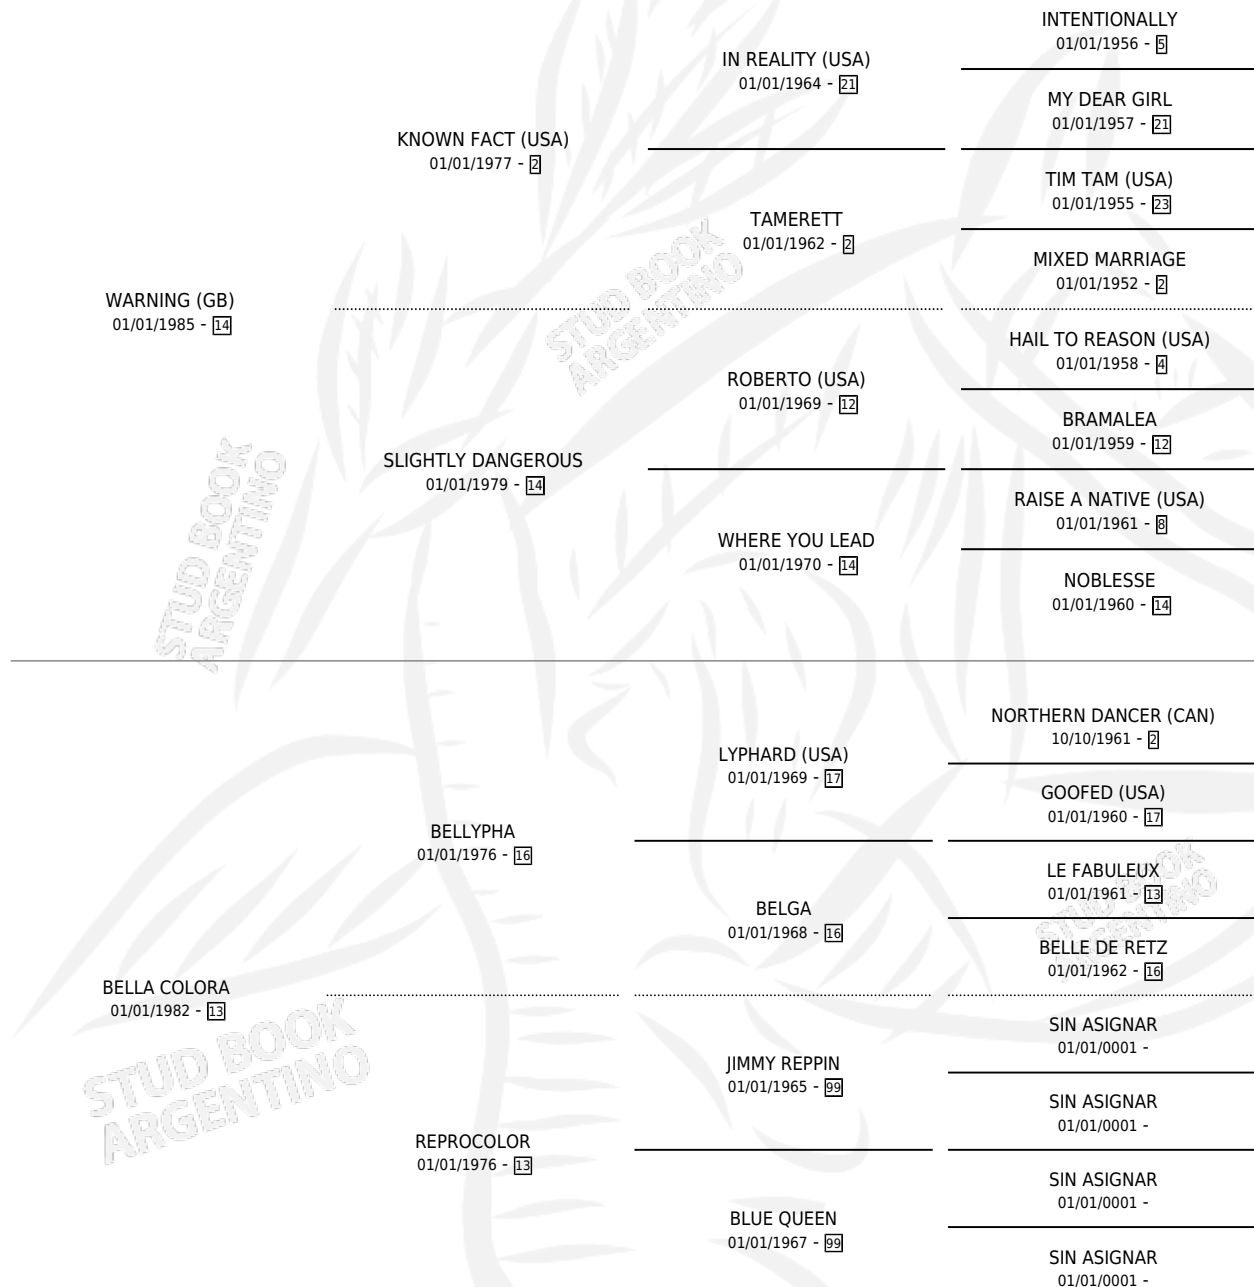 INTENTIONALLY
01/01/1956 - 5
IN REALITY (USA)
01/01/1964 - 21
MY DEAR GIRL
01/01/1957 - 21
KNOWN FACT (USA)
01/01/1977 - 2
TIM TAM (USA)
01/01/1955 - 23
TAMERETT
01/01/1962 - 2
MIXED MARRIAGE
01/01/1952 - 2
WARNING (GB)
01/01/1985 - 14
HAIL TO REASON (USA)
01/01/1958 - 4
ROBERTO (USA)
01/01/1969 - 12
BRAMALEA
01/01/1959 - 12
SLIGHTLY DANGEROUS
01/01/1979 - 14
RAISE A NATIVE (USA)
01/01/1961 - 8
WHERE YOU LEAD
01/01/1970 - 14
NOBLESSE
01/01/1960 - 14
NORTHERN DANCER (CAN)
10/10/1961 - 2
LYPHARD (USA)
01/01/1969 - 17
GOOFED (USA)
01/01/1960 - 17
BELLYPHA
01/01/1976 - 16
LE FABULEUX
01/01/1961 - 13
BELGA
01/01/1968 - 16
BELLE DE RETZ
01/01/1962 - 16
BELLA COLORA
01/01/1982 - 13
SIN ASIGNAR
01/01/0001 -
JIMMY REPPIN
01/01/1965 - 99
SIN ASIGNAR
01/01/0001 -
REPROCOLOR
01/01/1976 - 13
SIN ASIGNAR
01/01/0001 -
BLUE QUEEN
01/01/1967 - 99
SIN ASIGNAR
01/01/0001 -
STUD BOOK
ARGENTINO
STUD BOOK
ARGENTINO
STUD BOOK
ARGENTINO
STUD BOOK
ARGENTINO